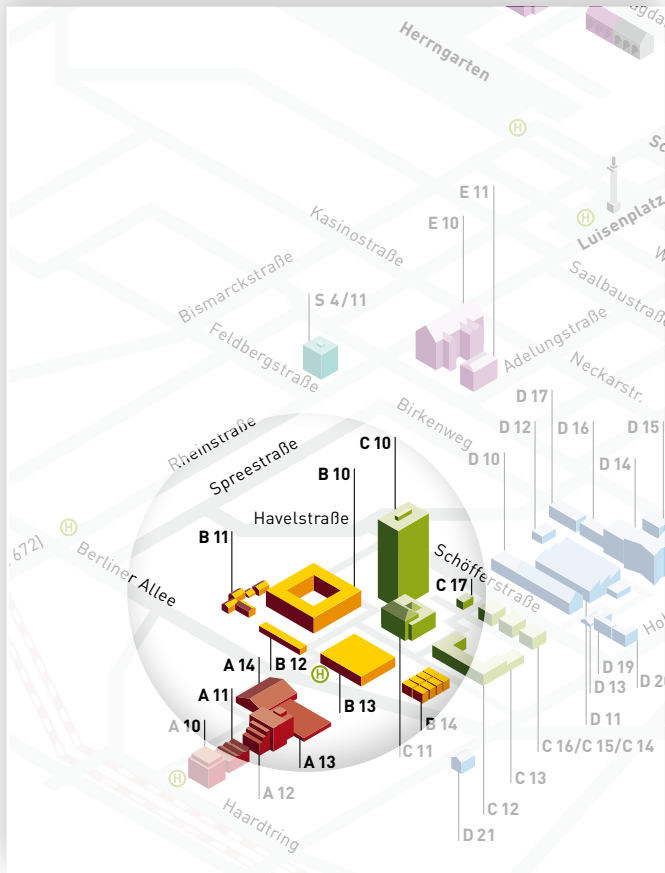 Herrngarten
H
E 11
H
Luisenplatz
Kasinostraße
E 10
Bismarckstraße
S 4/11
Saalbaustraße
Feldbergstraße
Adelungstraße
Neckarstr.
Birkenweg
D 17
Rheinstraße
C 10
D 12
D 16
D 15
Spreestraße
D 10
B 10
D 14
Havelstraße
H
B 11
672)
Berliner Allee
Schöfferstraße
C 17
A 14
B 12
H
D 19
A 11
B 13
D 13
D 20
A 10
B 14
D 11
C 11
C 16/C 15/C 14
A 13
H
C 13
A 12
C 12
Haardtring
D 21